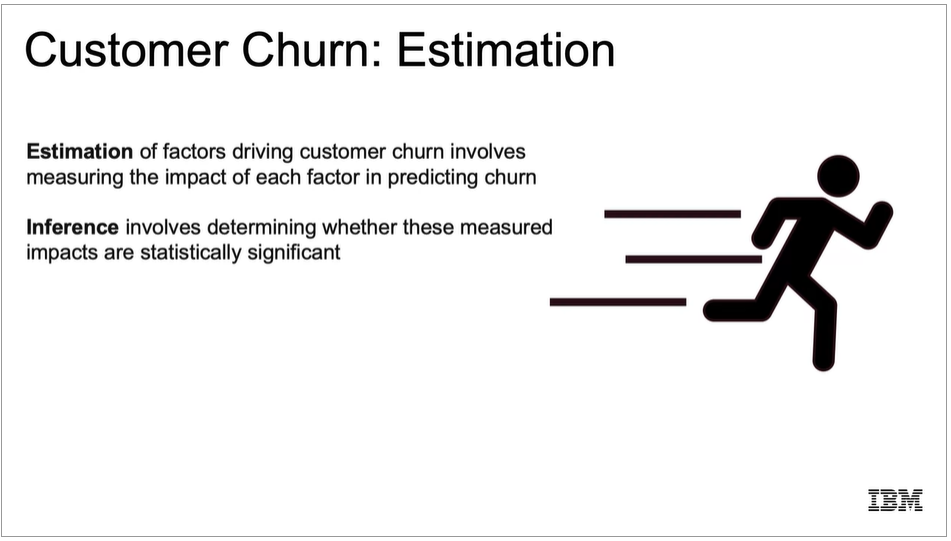 Customer Churn: Estimation
Estimation of factors driving customer churn involves
measuring the impact of each factor in predicting churn
Inference involves determining whether these measured
impacts are statistically significant
IBM